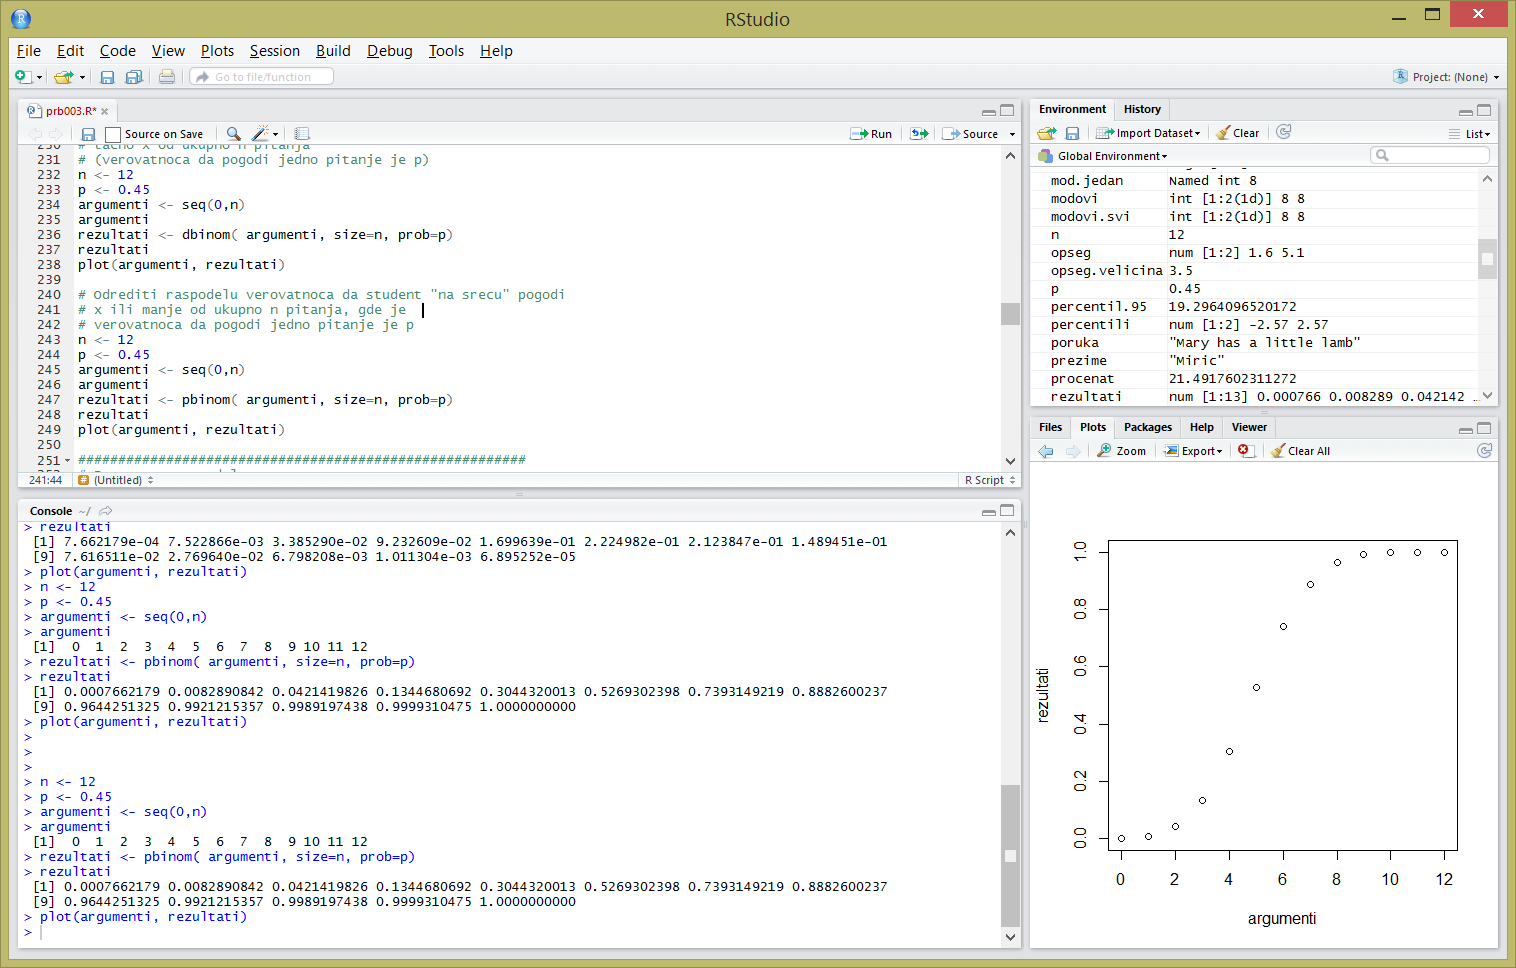 RStudio
File Edit Code View Plots Session Build Debug Tools Help
Go to file/function
Project: (None)
prb003.R*
Source on Save
Run
Source
230 # tacno x od ukupno n pitanja
231 # (verovatnoca da pogodi jedno pitanje je p)
232 n <- 12
233 p <- 0.45
234 argumenti <- seq(0,n)
235 argumenti
236 rezultati <- dbinom( argumenti, size=n, prob=p)
237 rezultati
238 plot(argumenti, rezultati)
239
240 # Odrediti raspodelu verovatnoca da student "na srecu" pogodi
241 # x ili manje od ukupno n pitanja, gde je
242 # verovatnoca da pogodi jedno pitanje je p
243 n <- 12
244 p <- 0.45
245 argumenti <- seq(0,n)
246 argumenti
247 rezultati <- pbinom( argumenti, size=n, prob=p)
248 rezultati
249 plot(argumenti, rezultati)
250
251 ########################################################
241:44 # (Untitled) R Script
Console ~/
> rezultati
[1] 7.662179e-04 7.522866e-03 3.385290e-02 9.232609e-02 1.699639e-01 2.224982e-01 2.123847e-01 1.489451e-01
[9] 7.616511e-02 2.769640e-02 6.798208e-03 1.011304e-03 6.895252e-05
> plot(argumenti, rezultati)
> n <- 12
> p <- 0.45
> argumenti <- seq(0,n)
> argumenti
[1] 0 1 2 3 4 5 6 7 8 9 10 11 12
> rezultati <- pbinom( argumenti, size=n, prob=p)
> rezultati
[1] 0.0007662179 0.0082890842 0.0421419826 0.1344680692 0.3044320013 0.5269302398 0.7393149219 0.8882600237
[9] 0.9644251325 0.9921215357 0.9989197438 0.9999310475 1.0000000000
> plot(argumenti, rezultati)
>
>
>
> n <- 12
> p <- 0.45
> argumenti <- seq(0,n)
> argumenti
[1] 0 1 2 3 4 5 6 7 8 9 10 11 12
> rezultati <- pbinom( argumenti, size=n, prob=p)
> rezultati
[1] 0.0007662179 0.0082890842 0.0421419826 0.1344680692 0.3044320013 0.5269302398 0.7393149219 0.8882600237
[9] 0.9644251325 0.9921215357 0.9989197438 0.9999310475 1.0000000000
> plot(argumenti, rezultati)
>
Environment History
Import Dataset Clear List
Global Environment
mod.jedan Named int 8
modovi int [1:2(1d)] 8 8
modovi.svi int [1:2(1d)] 8 8
n 12
opseg num [1:2] 1.6 5.1
opseg.velicina 3.5
p 0.45
percentil.95 19.2964096520172
percentili num [1:2] -2.57 2.57
poruka "Mary has a little lamb"
prezime "Miric"
procenat 21.4917602311272
rezultati num [1:13] 0.000766 0.008289 0.042142 …
Files Plots Packages Help Viewer
Zoom Export Clear All
rezultati
1.0
0.8
0.6
0.4
0.2
0.0
0 2 4 6 8 10 12
argumenti